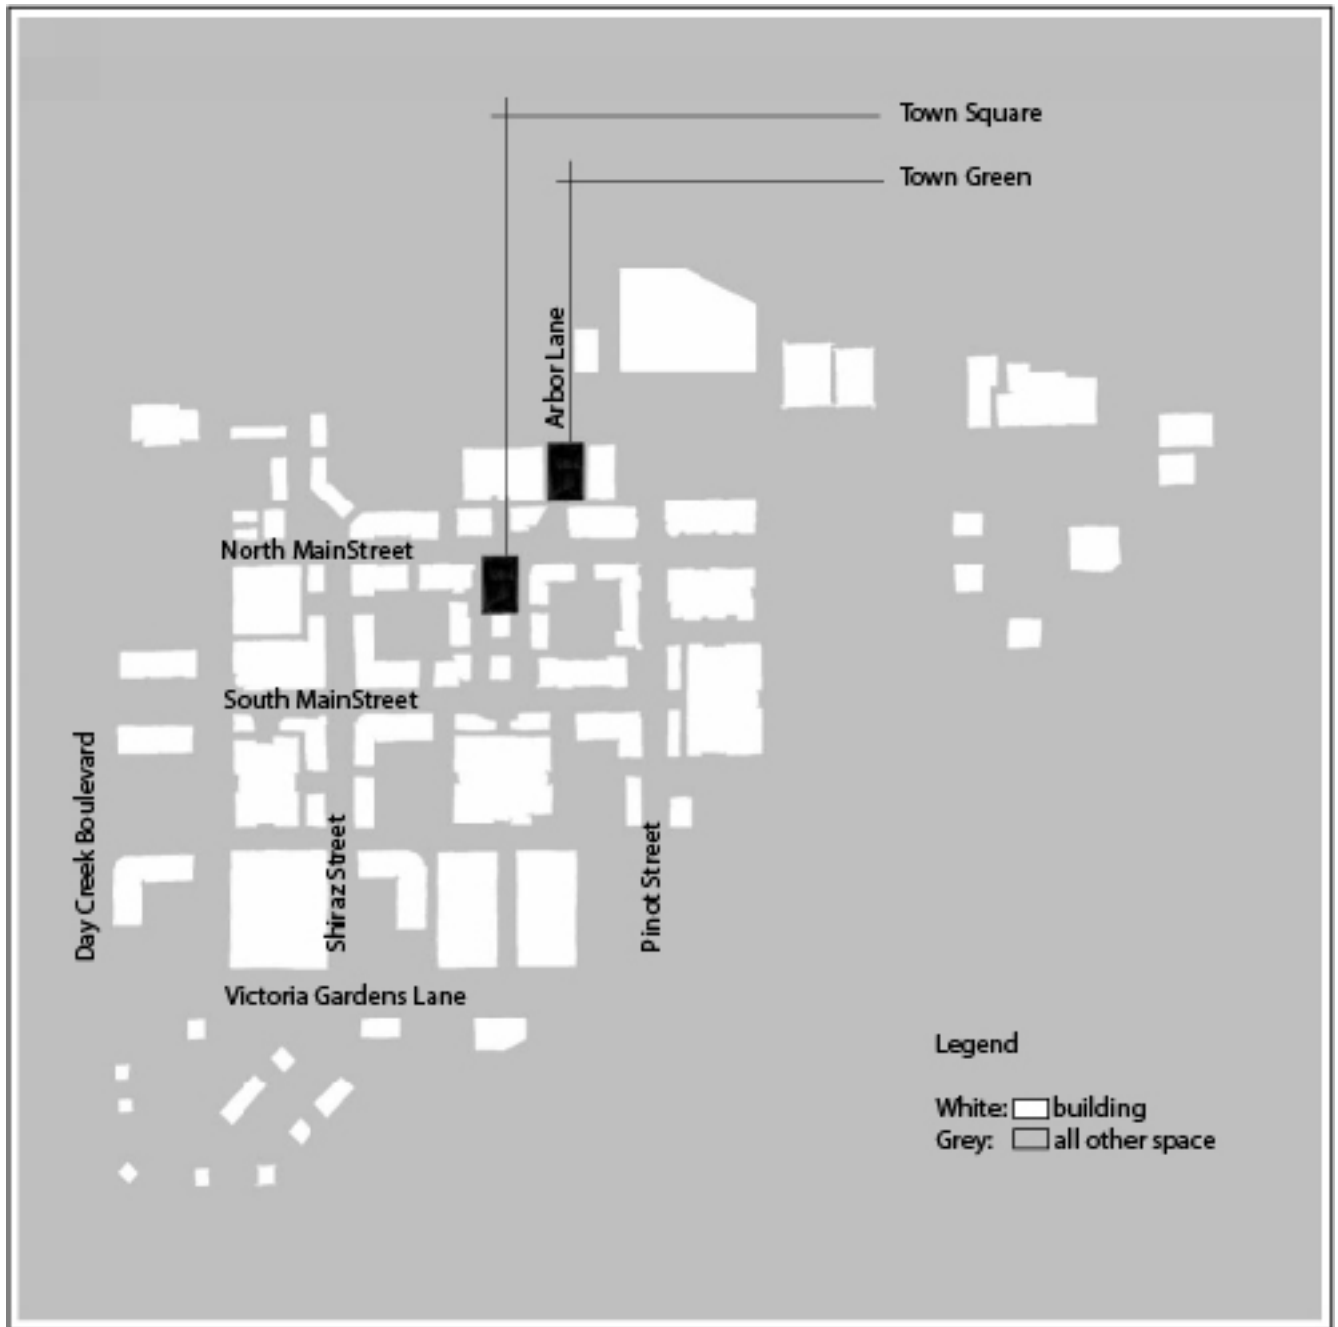 Town Square
Town Green
Arbor Lane
North MainStreet
South MainStreet
Day Creek Boulevard
Shiraz Street
Pinot Street
Victoria Gardens Lane
Legend
White: building
Grey: all other space